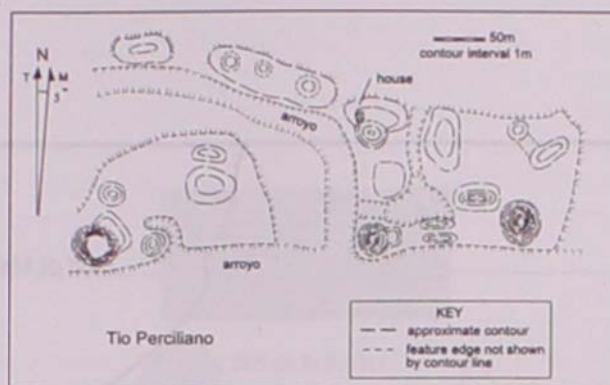 N
T M
5°
50m
contour interval 1m
house
arroyo
arroyo
Tio Perciliano
KEY
approximate contour
feature edge not shown
by contour line